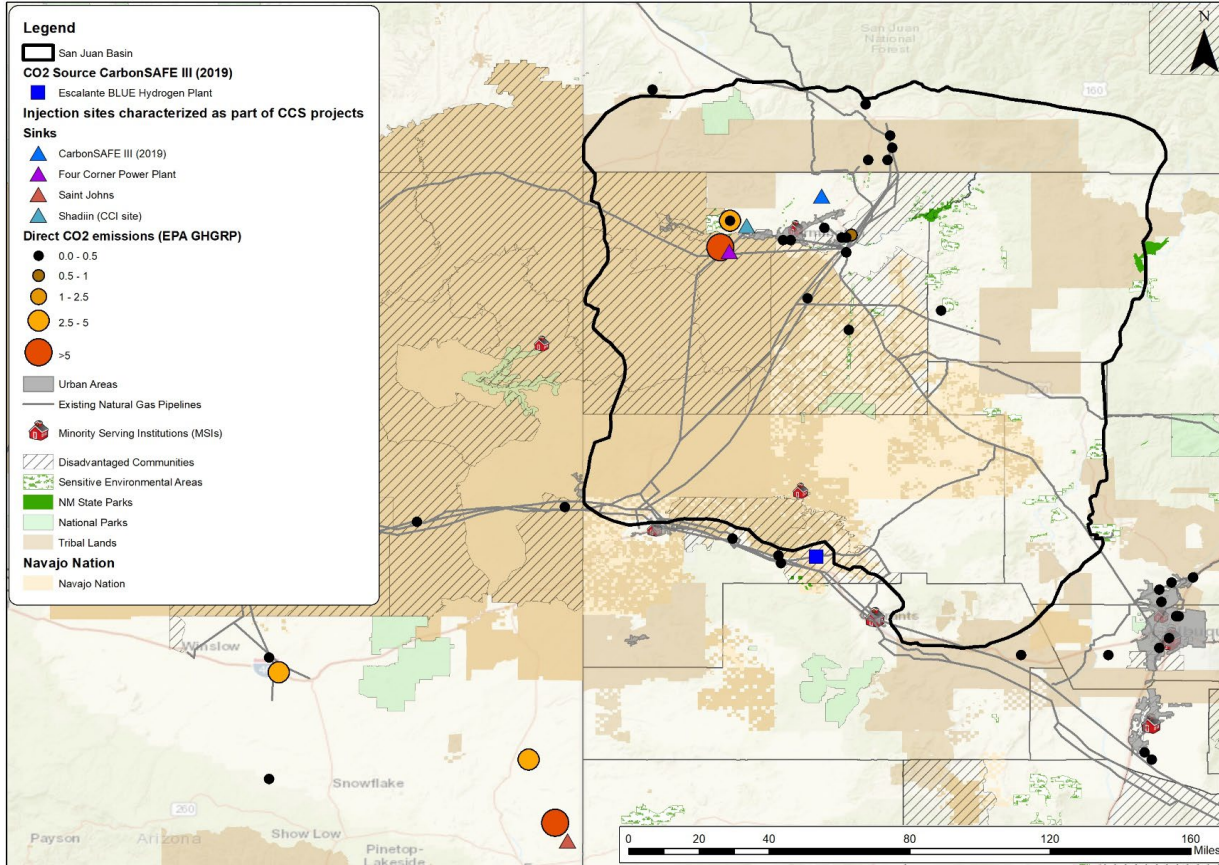 Legend
San Juan Basin
CO2 Source CarbonSAFE III (2019)
Escalante BLUE Hydrogen Plant
Injection sites characterized as part of CCS projects
Sinks
CarbonSAFE III (2019)
Four Corner Power Plant
Saint Johns
Shadiin (CCI site)
Direct CO2 emissions (EPA GHGRP)
0.0 - 0.5
0.5 - 1
1 - 2.5
2.5 - 5
>5
Urban Areas
Existing Natural Gas Pipelines
Minority Serving Institutions (MSIs)
Disadvantaged Communities
Sensitive Environmental Areas
NM State Parks
National Parks
Tribal Lands
Navajo Nation
Navajo Nation
San Juan
National
Forest
N
160
Winslow
Snowflake
260
Payson
Arizona
Show Low
Pinetop-
Lakeside
0 20 40 80 120 160
Miles